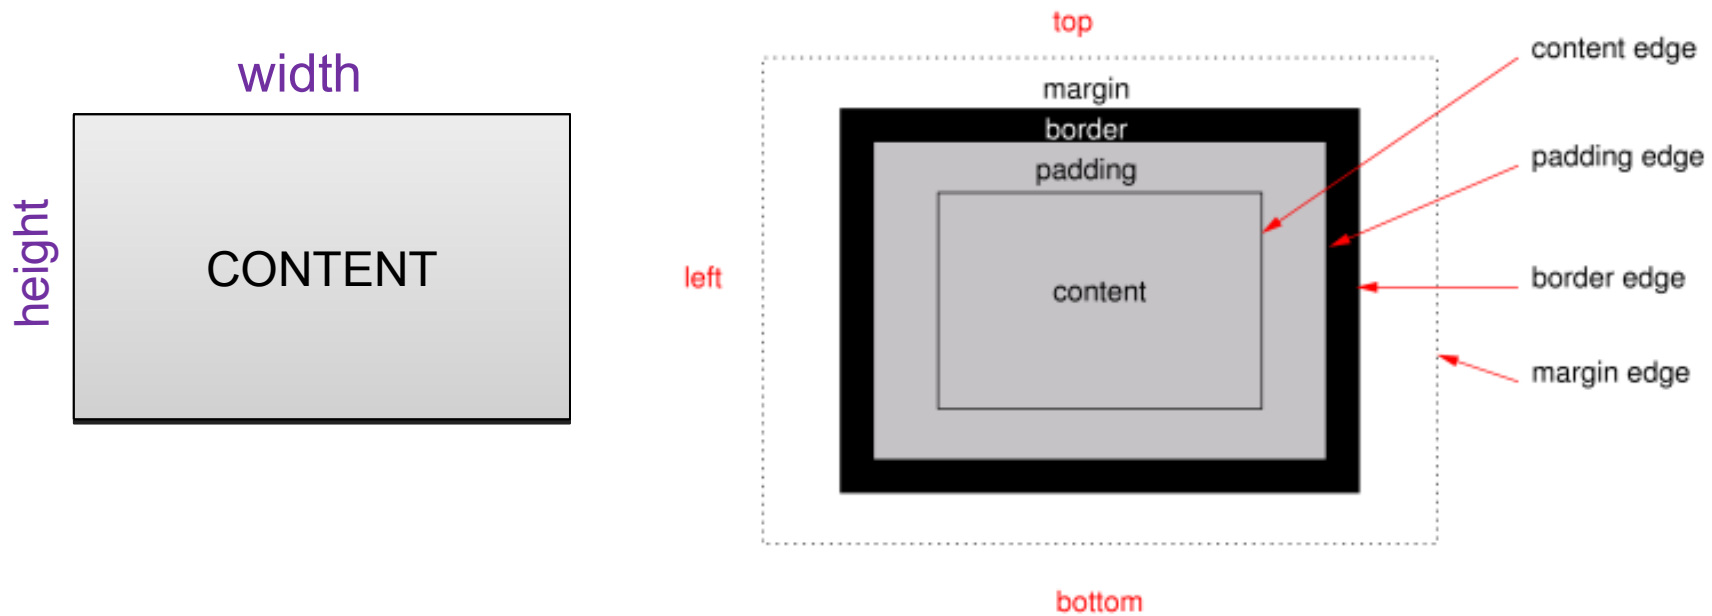 width
height
CONTENT
top
margin
border
padding
left
content
bottom
content edge
padding edge
border edge
margin edge